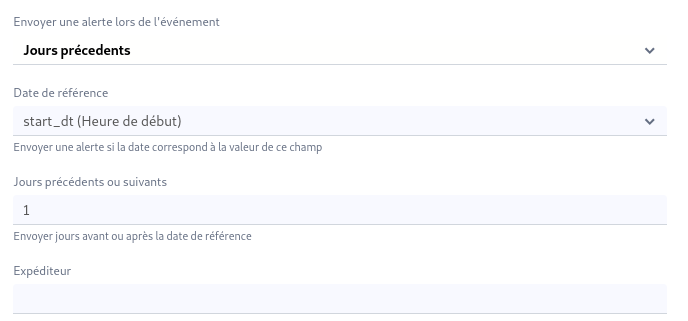 Envoyer une alerte lors de l'événement
Jours précedents
Date de référence
start_dt (Heure de début)
Envoyer une alerte si la date correspond à la valeur de ce champ
Jours précédents ou suivants
1
Envoyer jours avant ou après la date de référence
Expéditeur